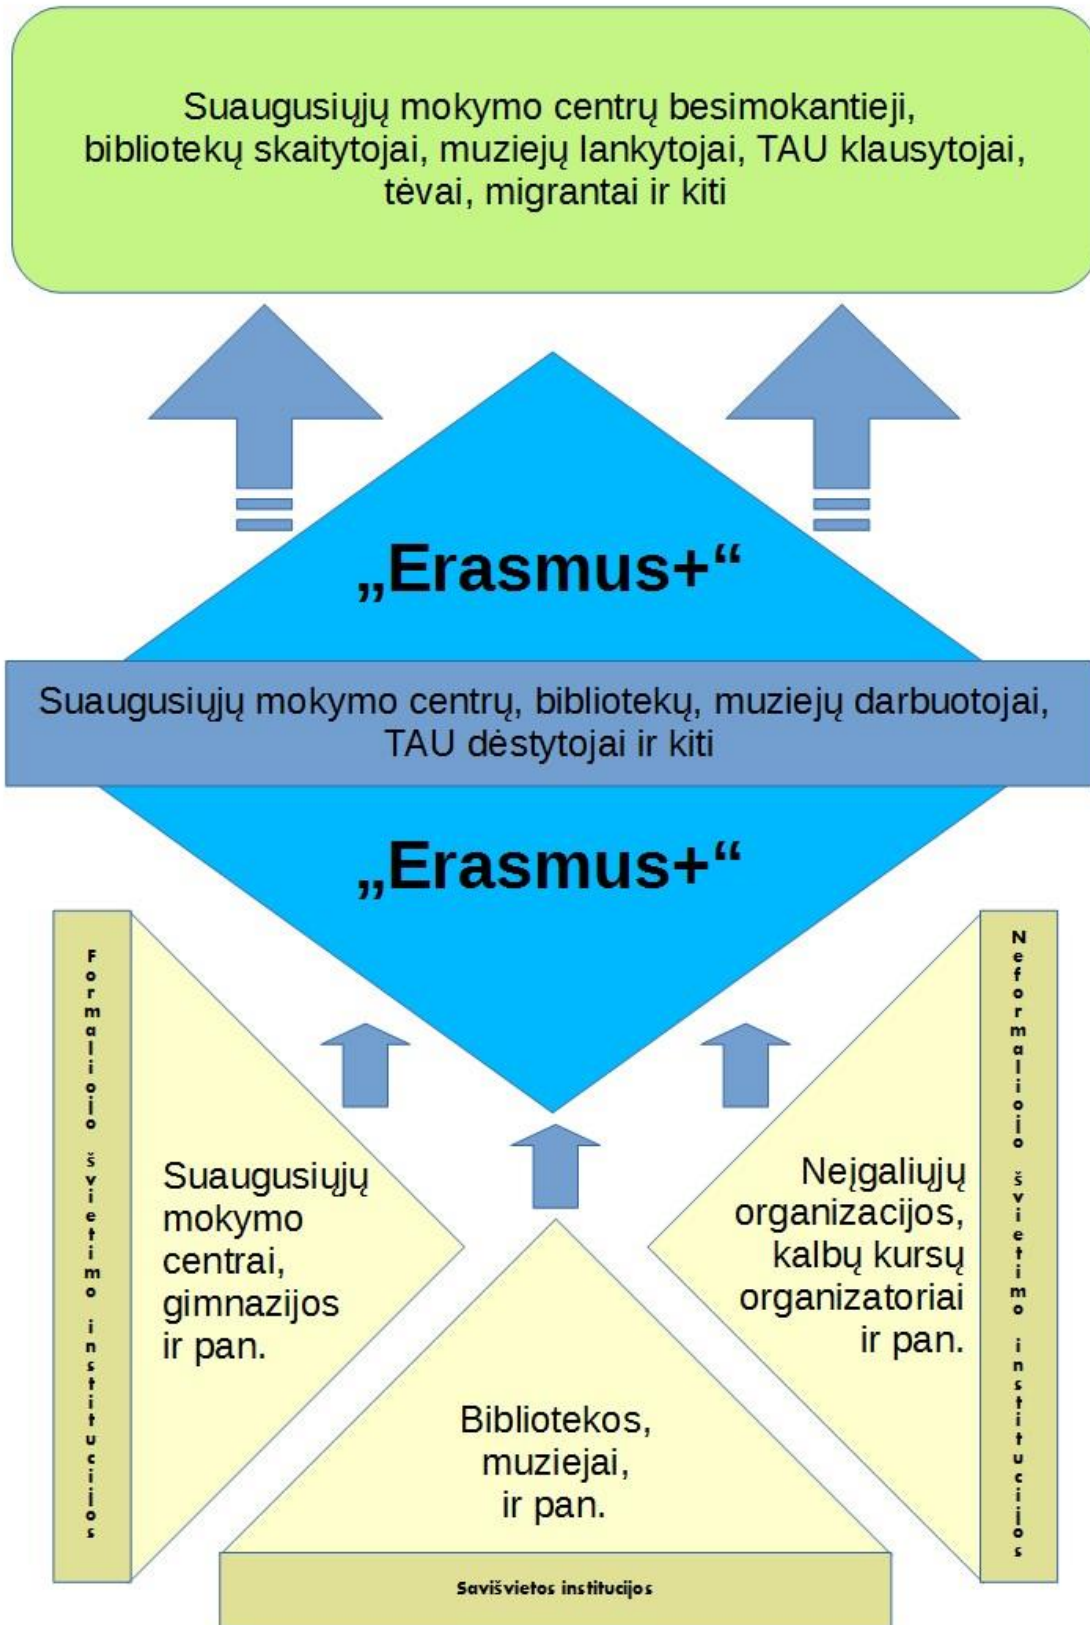 Suaugusiųjų mokymo centrų besimokantieji,
bibliotekų skaitytojai, muziejų lankytojai, TAU klausytojai,
tėvai, migrantai ir kiti
„Erasmus+“
Suaugusiųjų mokymo centrų, bibliotekų, muziejų darbuotojai,
TAU dėstytojai ir kiti
„Erasmus+“
Formaliojo švietimo institucijos
Suaugusiųjų
mokymo
centrai,
gimnazijos
ir pan.
Neįgaliųjų
organizacijos,
kalbų kursų
organizatoriai
ir pan.
Neformaliojo švietimo institucijos
Bibliotekos,
muziejai,
ir pan.
Savišvietos institucijos